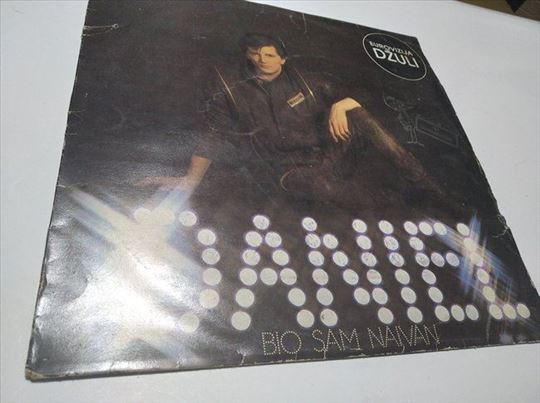 EUROVIZIJA
DŽULI
DANIEL
BIO SAM NAIVAN